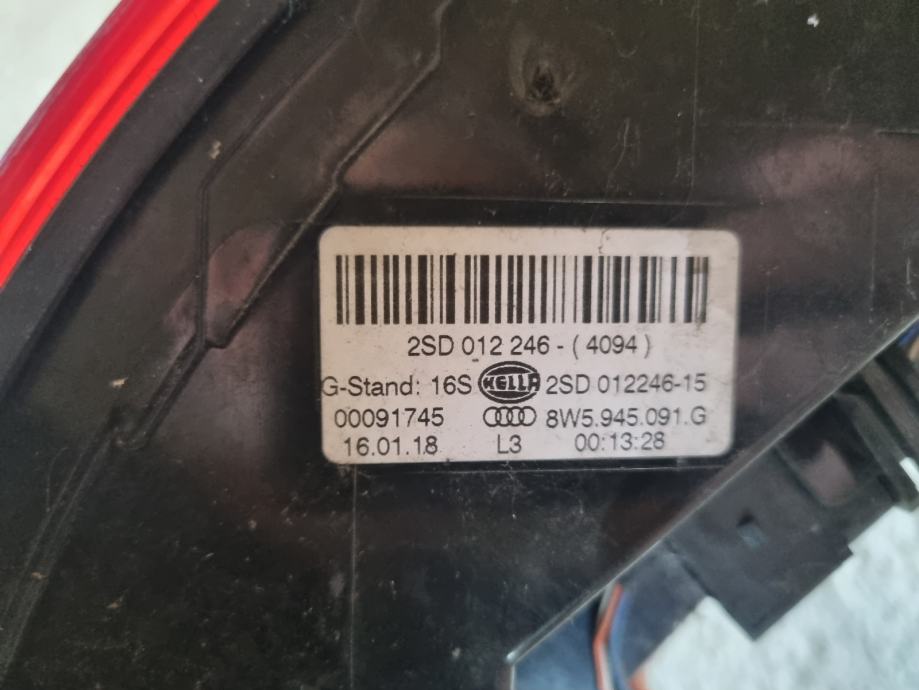 2SD 012 246 - ( 4094 )
G-Stand: 16S HELLA 2SD 012246-15
00091745 8W5.945.091.G
16.01.18 L3 00:13:28